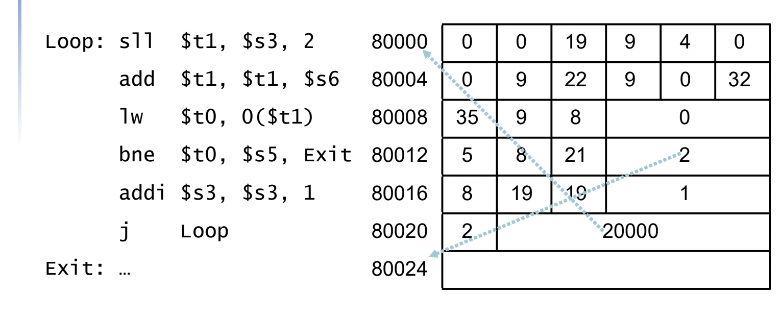 Loop: sll $t1, $s3, 2 80000 0 0 19 9 4 0
add $t1, $t1, $s6 80004 0 9 22 9 0 32
lw $t0, 0($t1) 80008 35 9 8 0
bne $t0, $s5, Exit 80012 5 8 21 2
addi $s3, $s3, 1 80016 8 19 19 1
j Loop 80020 2 20000
Exit: … 80024